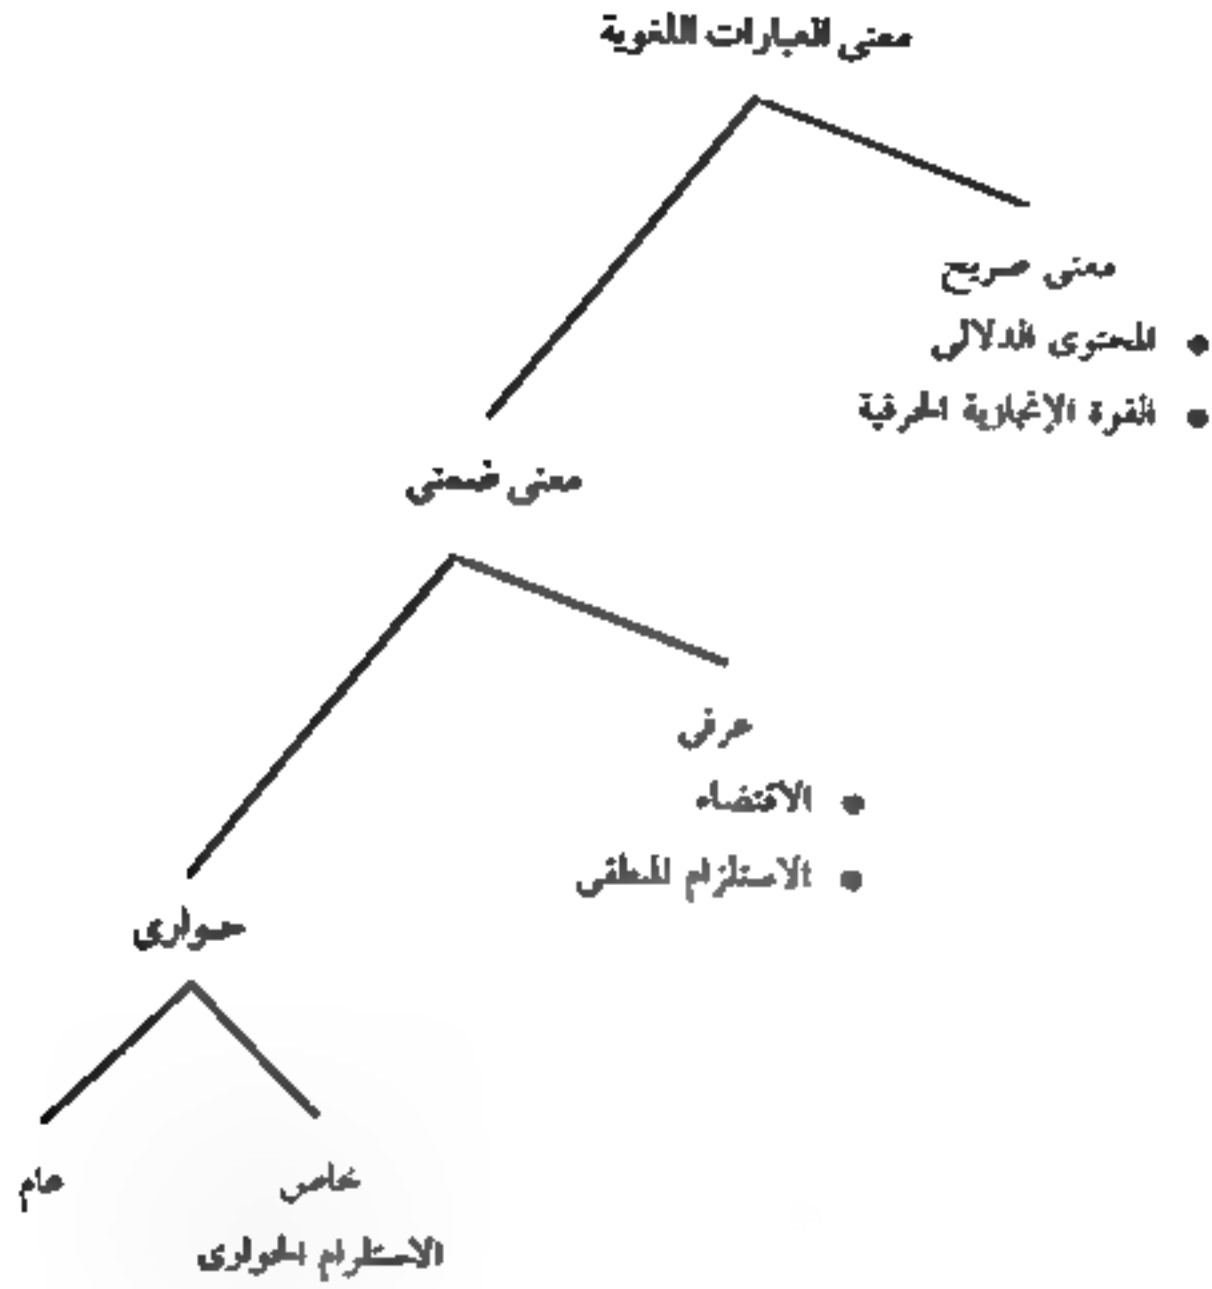 معنى العبارات اللغوية
معنى صريح
• المحتوى الدلالي
• القوة الإنجازية الحرفية
معنى ضمني
عرفي
• الاقتضاء
• الاستلزام المنطقي
حواري
خاص
الاستلزام الحواري
عام